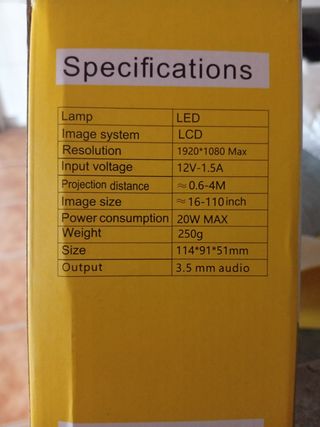 Specifications
Lamp LED
Image system LCD
Resolution 1920*1080 Max
Input voltage 12V-1.5A
Projection distance ≈0.6-4M
Image size ≈16-110inch
Power consumption 20W MAX
Weight 250g
Size 114*91*51mm
Output 3.5 mm audio